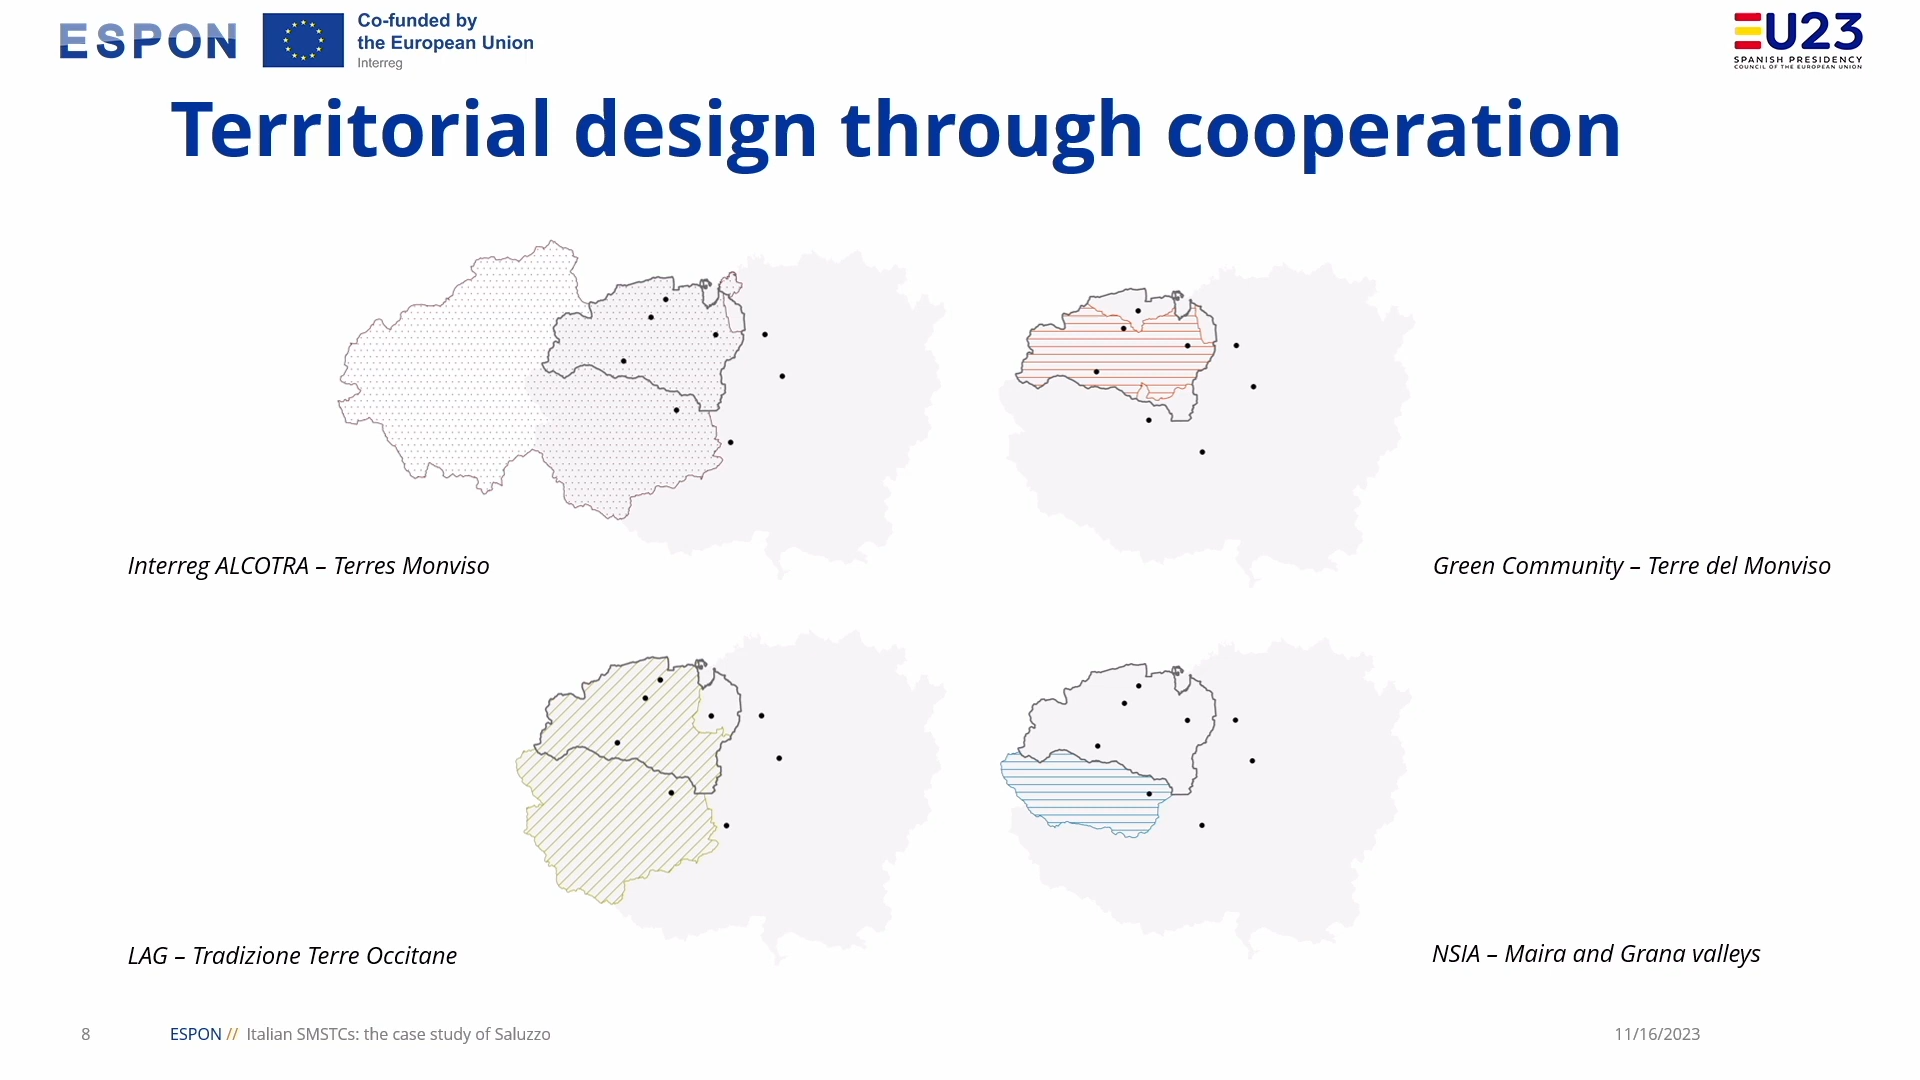 ESPON
Co-funded by
the European Union
Interreg
EU23
SPANISH PRESIDENCY
COUNCIL OF THE EUROPEAN UNION
Territorial design through cooperation
Interreg ALCOTRA – Terres Monviso
Green Community – Terre del Monviso
LAG – Tradizione Terre Occitane
NSIA – Maira and Grana valleys
8
ESPON // Italian SMSTCs: the case study of Saluzzo
11/16/2023